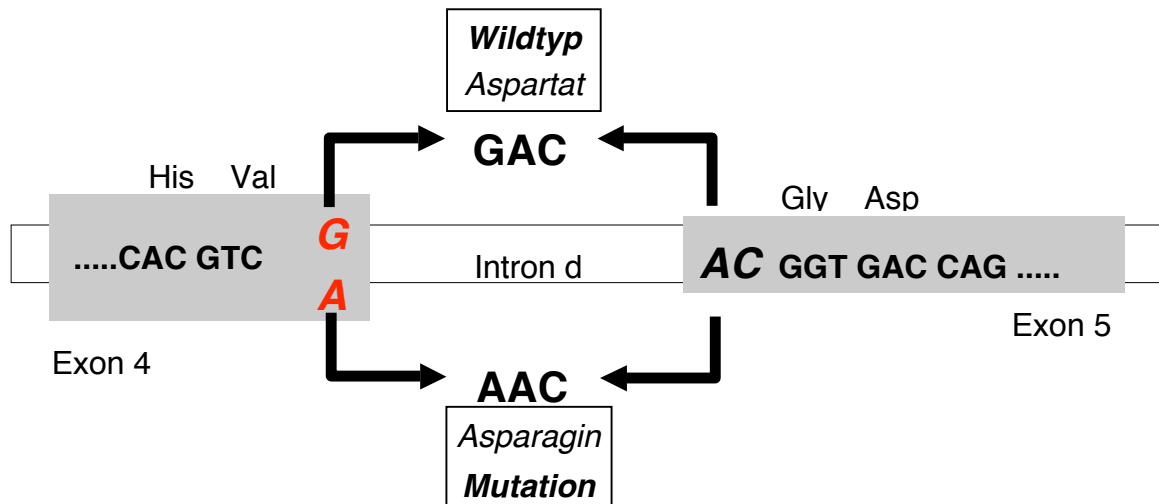 Wildtyp
Aspartat
GAC
His Val
Gly Asp
G
.....CAC GTC
A
Intron d
AC GGT GAC CAG .....
Exon 4
Exon 5
AAC
Asparagin
Mutation